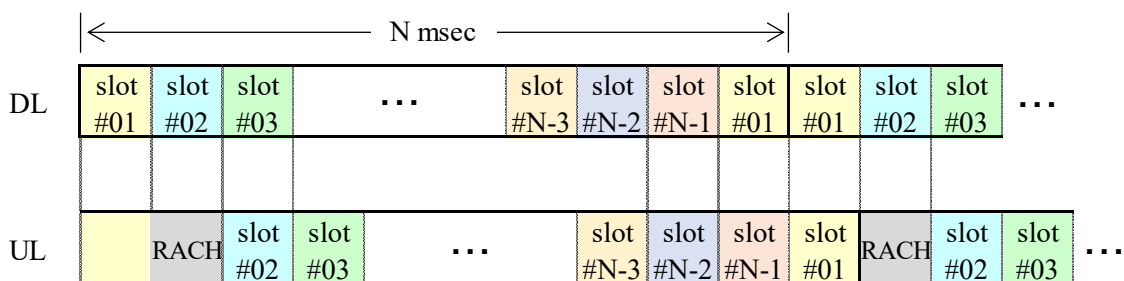 N msec
DL
slot slot slot slot slot slot slot slot slot slot
#01 #02 #03 ... #N-3 #N-2 #N-1 #01 #01 #02 #03 ...
UL
slot slot slot slot slot slot slot slot
RACH #02 #03 ... #N-3 #N-2 #N-1 #01 RACH #02 #03 ...